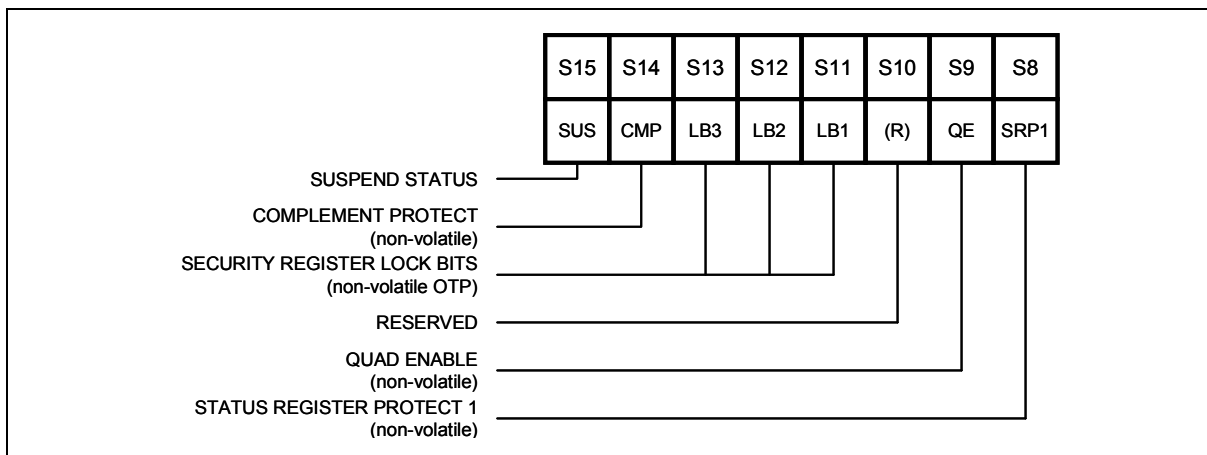 S15 S14 S13 S12 S11 S10 S9 S8
SUS CMP LB3 LB2 LB1 (R) QE SRP1
SUSPEND STATUS
COMPLEMENT PROTECT
(non-volatile)
SECURITY REGISTER LOCK BITS
(non-volatile OTP)
RESERVED
QUAD ENABLE
(non-volatile)
STATUS REGISTER PROTECT 1
(non-volatile)